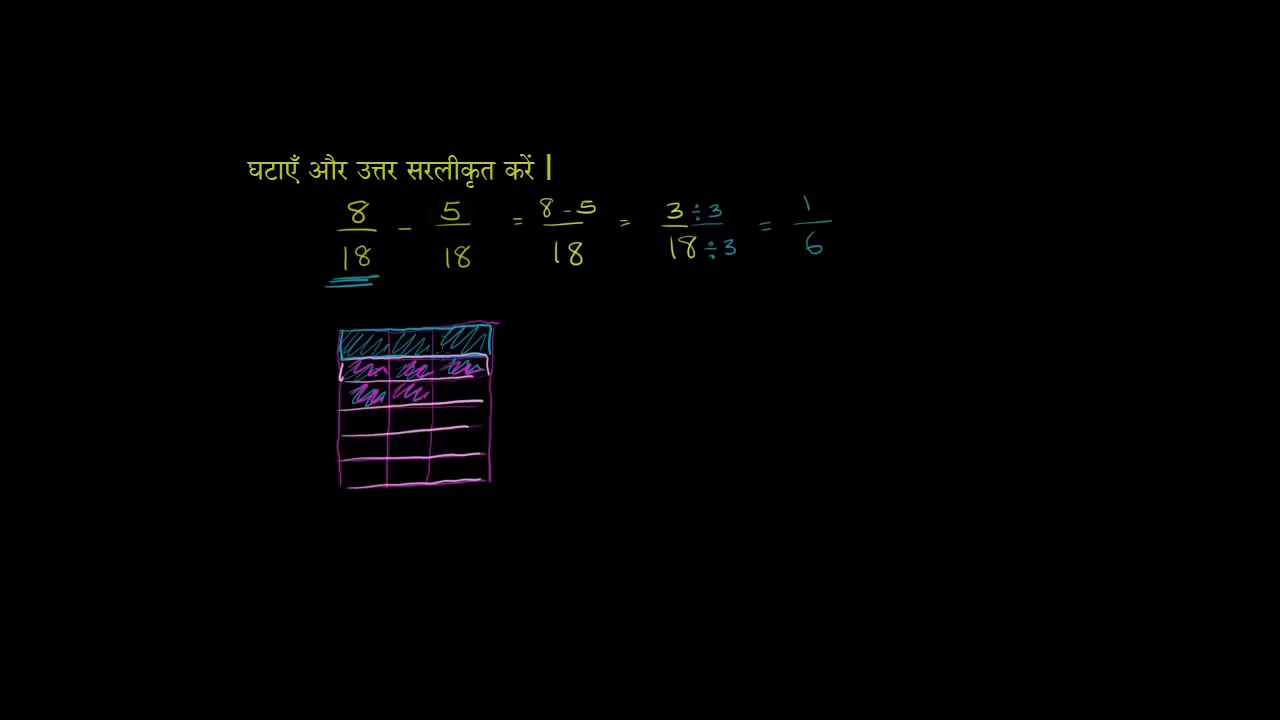 घटाएँ और उत्तर सरलीकृत करें |
8/18 - 5/18 = 8-5/18 = 3÷3/18÷3 = 1/6